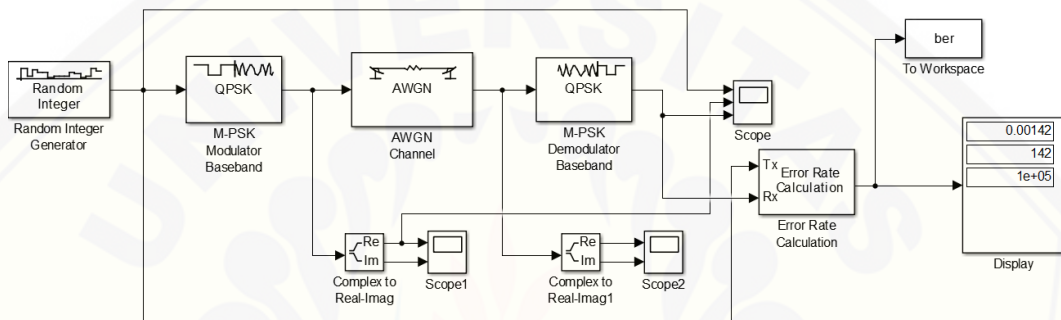 Random
Integer
Random Integer
Generator
QPSK
M-PSK
Modulator
Baseband
AWGN
AWGN
Channel
QPSK
M-PSK
Demodulator
Baseband
Scope
ber
To Workspace
Tx
Rx
Error Rate
Calculation
Error Rate
Calculation
0.00142
142
1e+05
Display
Re
Im
Complex to
Real-Imag
Scope1
Re
Im
Complex to
Real-Imag1
Scope2
UNIVERSITAS